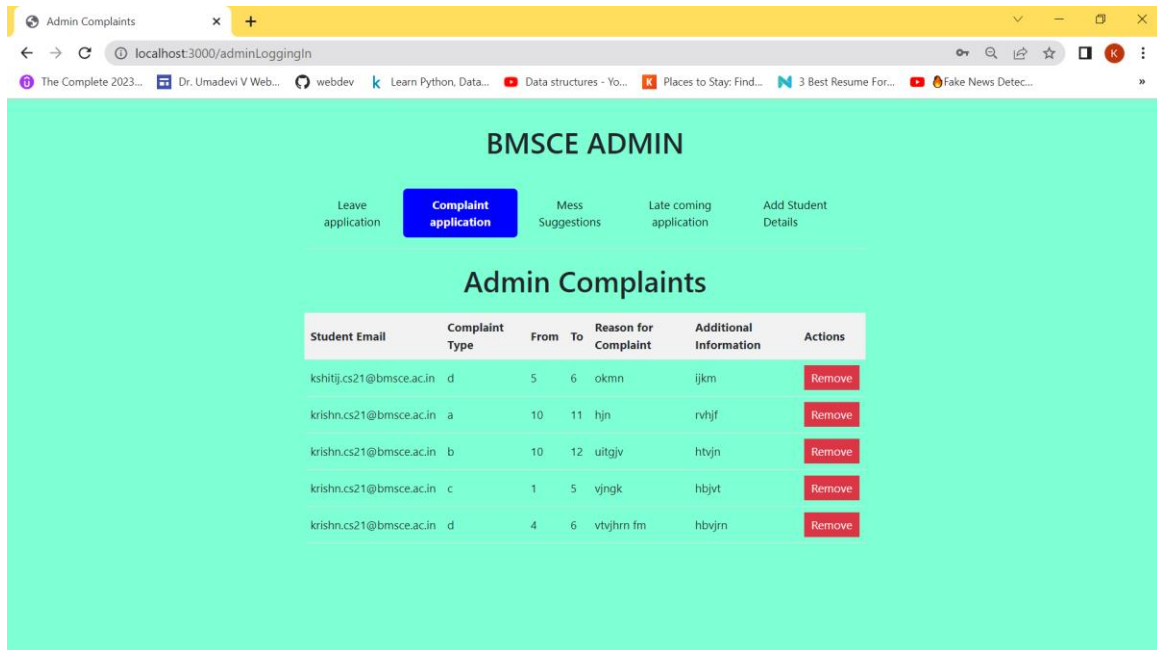 Admin Complaints
localhost:3000/adminLoggingIn
K
The Complete 2023... Dr. Umadevi V Web... webdev Learn Python, Data... Data structures - Yo... Places to Stay: Find... 3 Best Resume For... Fake News Detec... »
BMSCE ADMIN
Leave application Complaint application Mess Suggestions Late coming application Add Student Details
Admin Complaints
Student Email Complaint Type From To Reason for Complaint Additional Information Actions
kshitij.cs21@bmsce.ac.in d 5 6 okmn ijkm Remove
krishn.cs21@bmsce.ac.in a 10 11 hjn rvhjf Remove
krishn.cs21@bmsce.ac.in b 10 12 uitgjv htvjn Remove
krishn.cs21@bmsce.ac.in c 1 5 vjngk hbjvt Remove
krishn.cs21@bmsce.ac.in d 4 6 vtvjhrn fm hbvjrn Remove